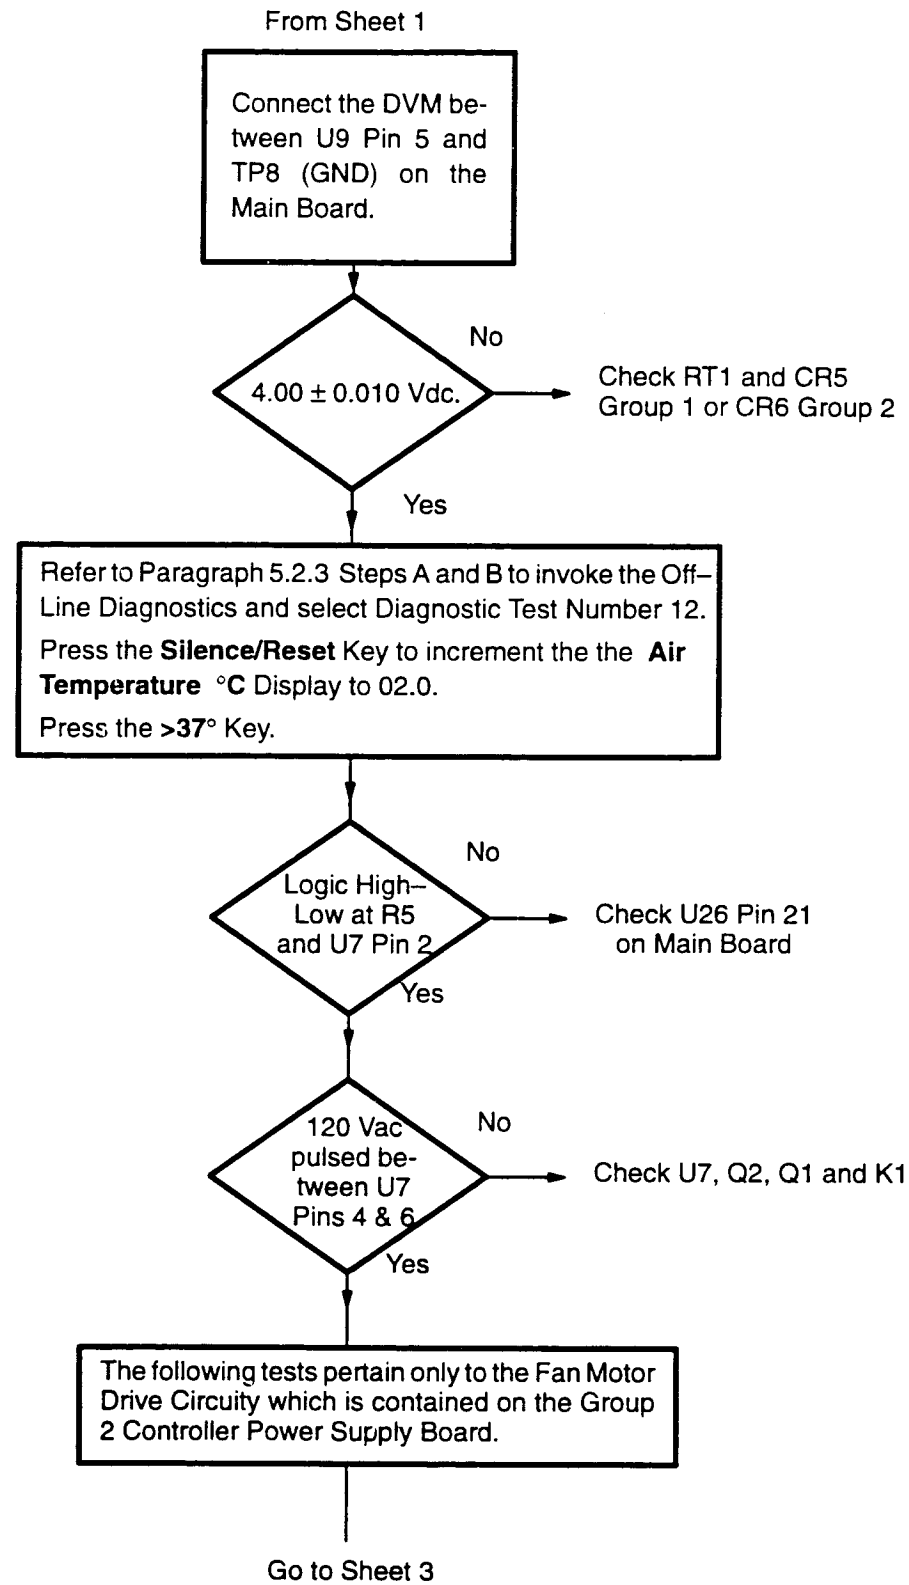 From Sheet 1
Connect the DVM be-
tween U9 Pin 5 and
TP8 (GND) on the
Main Board.
No
4.00 ± 0.010 Vdc.
Check RT1 and CR5
Group 1 or CR6 Group 2
Yes
Refer to Paragraph 5.2.3 Steps A and B to invoke the Off–
Line Diagnostics and select Diagnostic Test Number 12.
Press the Silence/Reset Key to increment the the Air
Temperature °C Display to 02.0.
Press the >37° Key.
No
Logic High–
Low at R5
and U7 Pin 2
Check U26 Pin 21
on Main Board
Yes
No
120 Vac
pulsed be-
tween U7
Pins 4 & 6
Check U7, Q2, Q1 and K1
Yes
The following tests pertain only to the Fan Motor
Drive Circuity which is contained on the Group
2 Controller Power Supply Board.
Go to Sheet 3